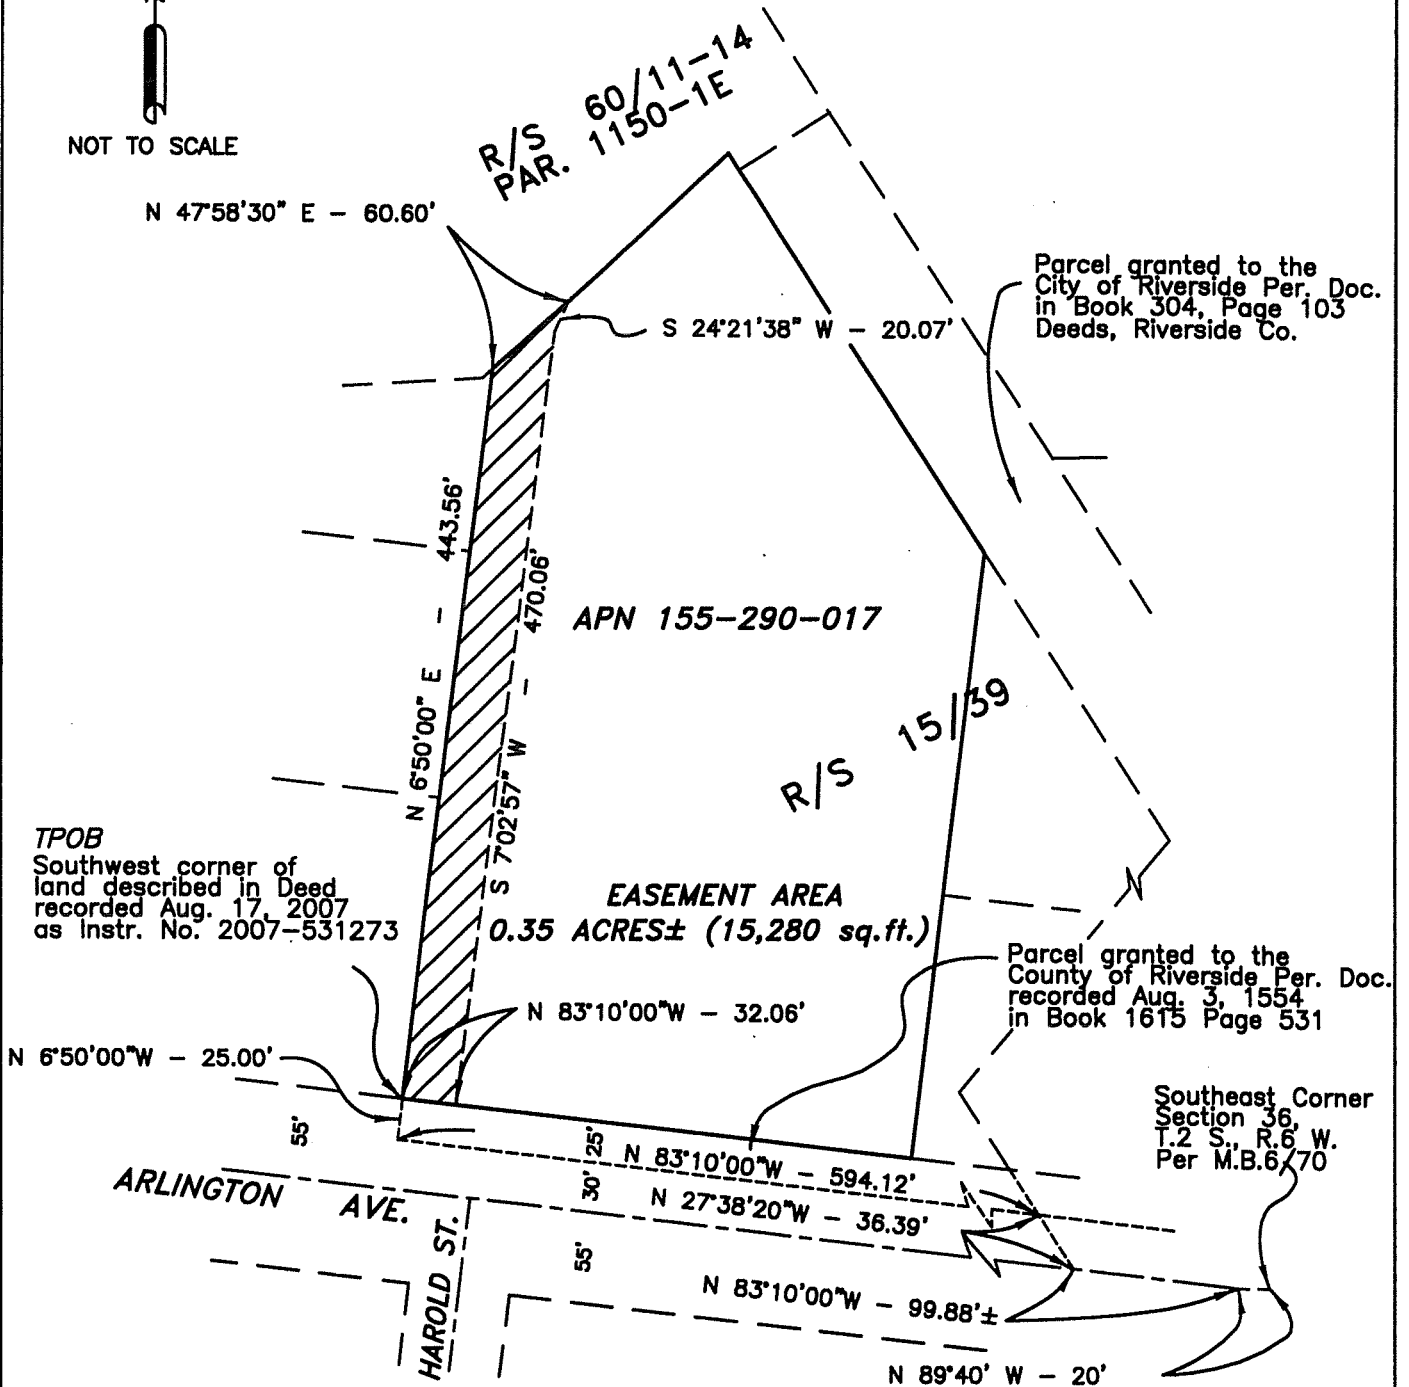 R/S 60/11-14
PAR. 1150-1E
NOT TO SCALE
N 47°58'30" E - 60.60'
Parcel granted to the
City of Riverside Per. Doc.
in Book 304, Page 103
Deeds, Riverside Co.
S 24°21'38" W - 20.07'
N 6°50'00" E - 443.56'
S 7°02'57" W - 470.06'
APN 155-290-017
R/S 15/39
TPOB
Southwest corner of
land described in Deed
recorded Aug. 17, 2007
as Instr. No. 2007-531273
EASEMENT AREA
0.35 ACRES± (15,280 sq.ft.)
Parcel granted to the
County of Riverside Per. Doc.
recorded Aug. 3, 1554
in Book 1615 Page 531
N 83°10'00"W - 32.06'
N 6°50'00"W - 25.00'
Southeast Corner
Section 36,
T.2 S., R.6 W.
Per M.B.6/70
55'
25'
N 83°10'00"W - 594.12'
30'
N 27°38'20"W - 36.39'
ARLINGTON AVE.
HAROLD ST.
55'
N 83°10'00"W - 99.88'±
N 89°40' W - 20'